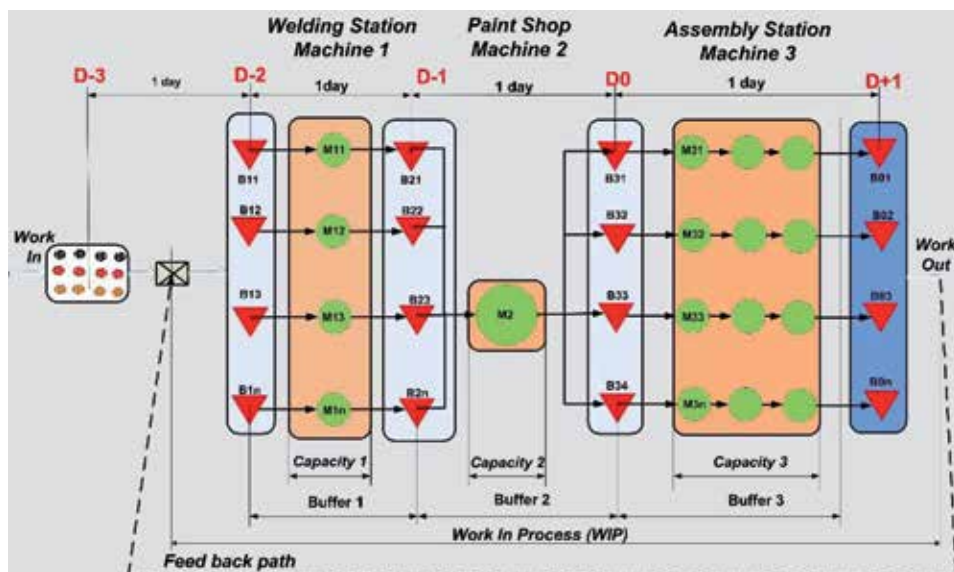 Welding Station
Machine 1
Paint Shop
Machine 2
Assembly Station
Machine 3
D-3
D-2
D-1
D0
D+1
1 day
1day
1 day
1 day
M11
M31
B11
B21
B31
B01
B12
B22
B32
B02
Work
In
M12
M32
Work
Out
B13
B23
B33
B03
M13
M2
M33
B1n
B2n
B34
B0n
M1n
M3n
Capacity 1
Capacity 2
Capacity 3
Buffer 1
Buffer 2
Buffer 3
Work In Process (WIP)
Feed back path